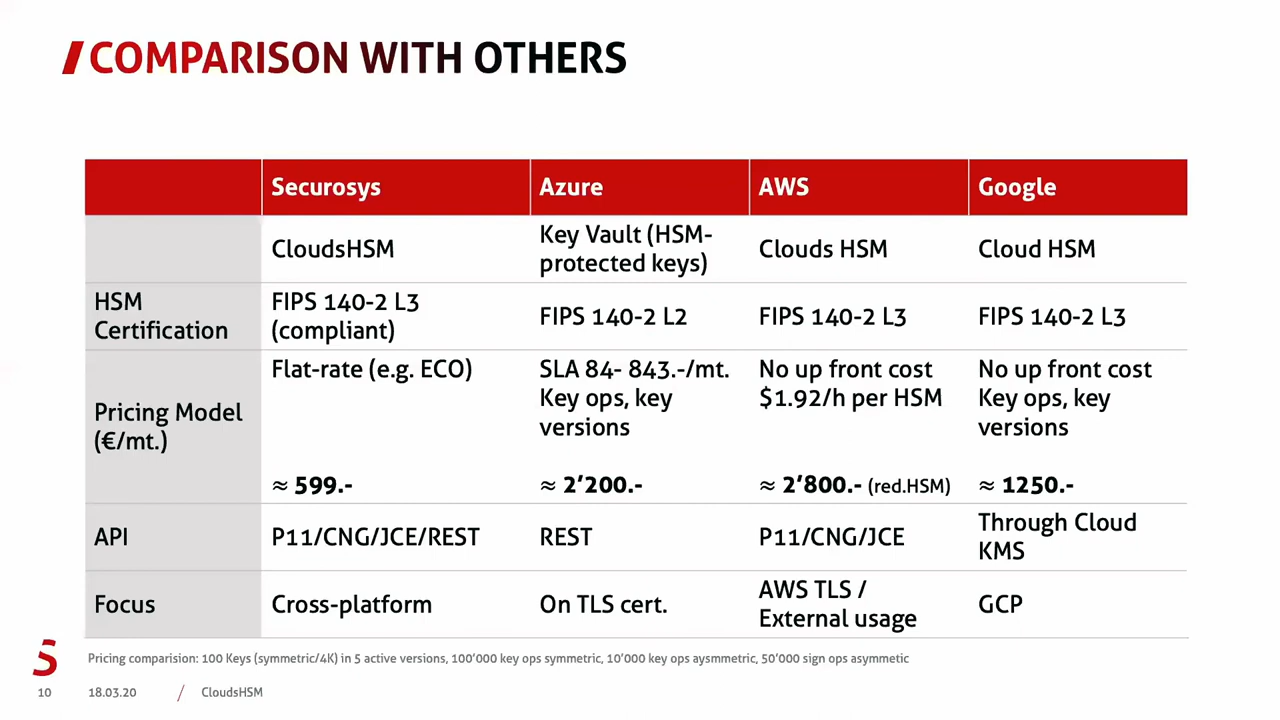 COMPARISON WITH OTHERS
Securosys
Azure
AWS
Google
CloudsHSM
Key Vault (HSM-
protected keys)
Clouds HSM
Cloud HSM
HSM
Certification
FIPS 140-2 L3
(compliant)
FIPS 140-2 L2
FIPS 140-2 L3
FIPS 140-2 L3
Pricing Model
(€/mt.)
Flat-rate (e.g. ECO)
≈ 599.-
SLA 84- 843.-/mt.
Key ops, key
versions
≈ 2’200.-
No up front cost
$1.92/h per HSM
≈ 2’800.- (red.HSM)
No up front cost
Key ops, key
versions
≈ 1250.-
API
P11/CNG/JCE/REST
REST
P11/CNG/JCE
Through Cloud
KMS
Focus
Cross-platform
On TLS cert.
AWS TLS /
External usage
GCP
Pricing comparision: 100 Keys (symmetric/4K) in 5 active versions, 100’000 key ops symmetric, 10’000 key ops aysmmetric, 50’000 sign ops asymmetic
10
18.03.20 / CloudsHSM